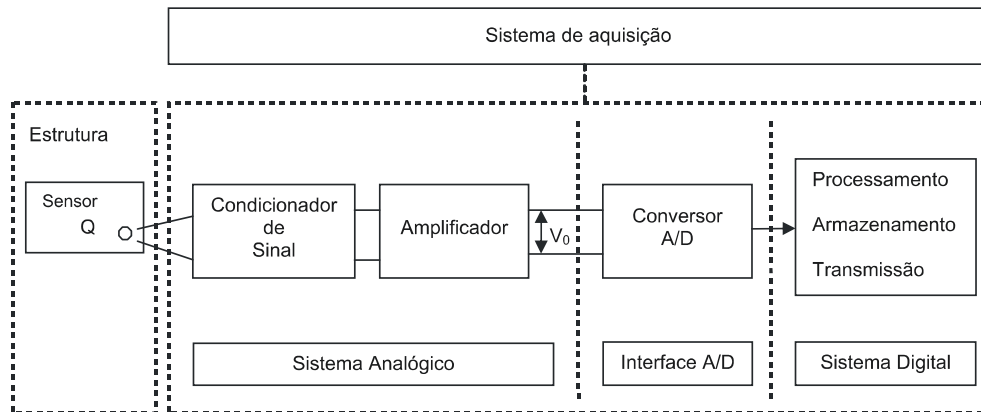 Sistema de aquisição
Estrutura
Sensor
Q
Condicionador
de
Sinal
Amplificador
V₀
Conversor
A/D
Processamento
Armazenamento
Transmissão
Sistema Analógico
Interface A/D
Sistema Digital